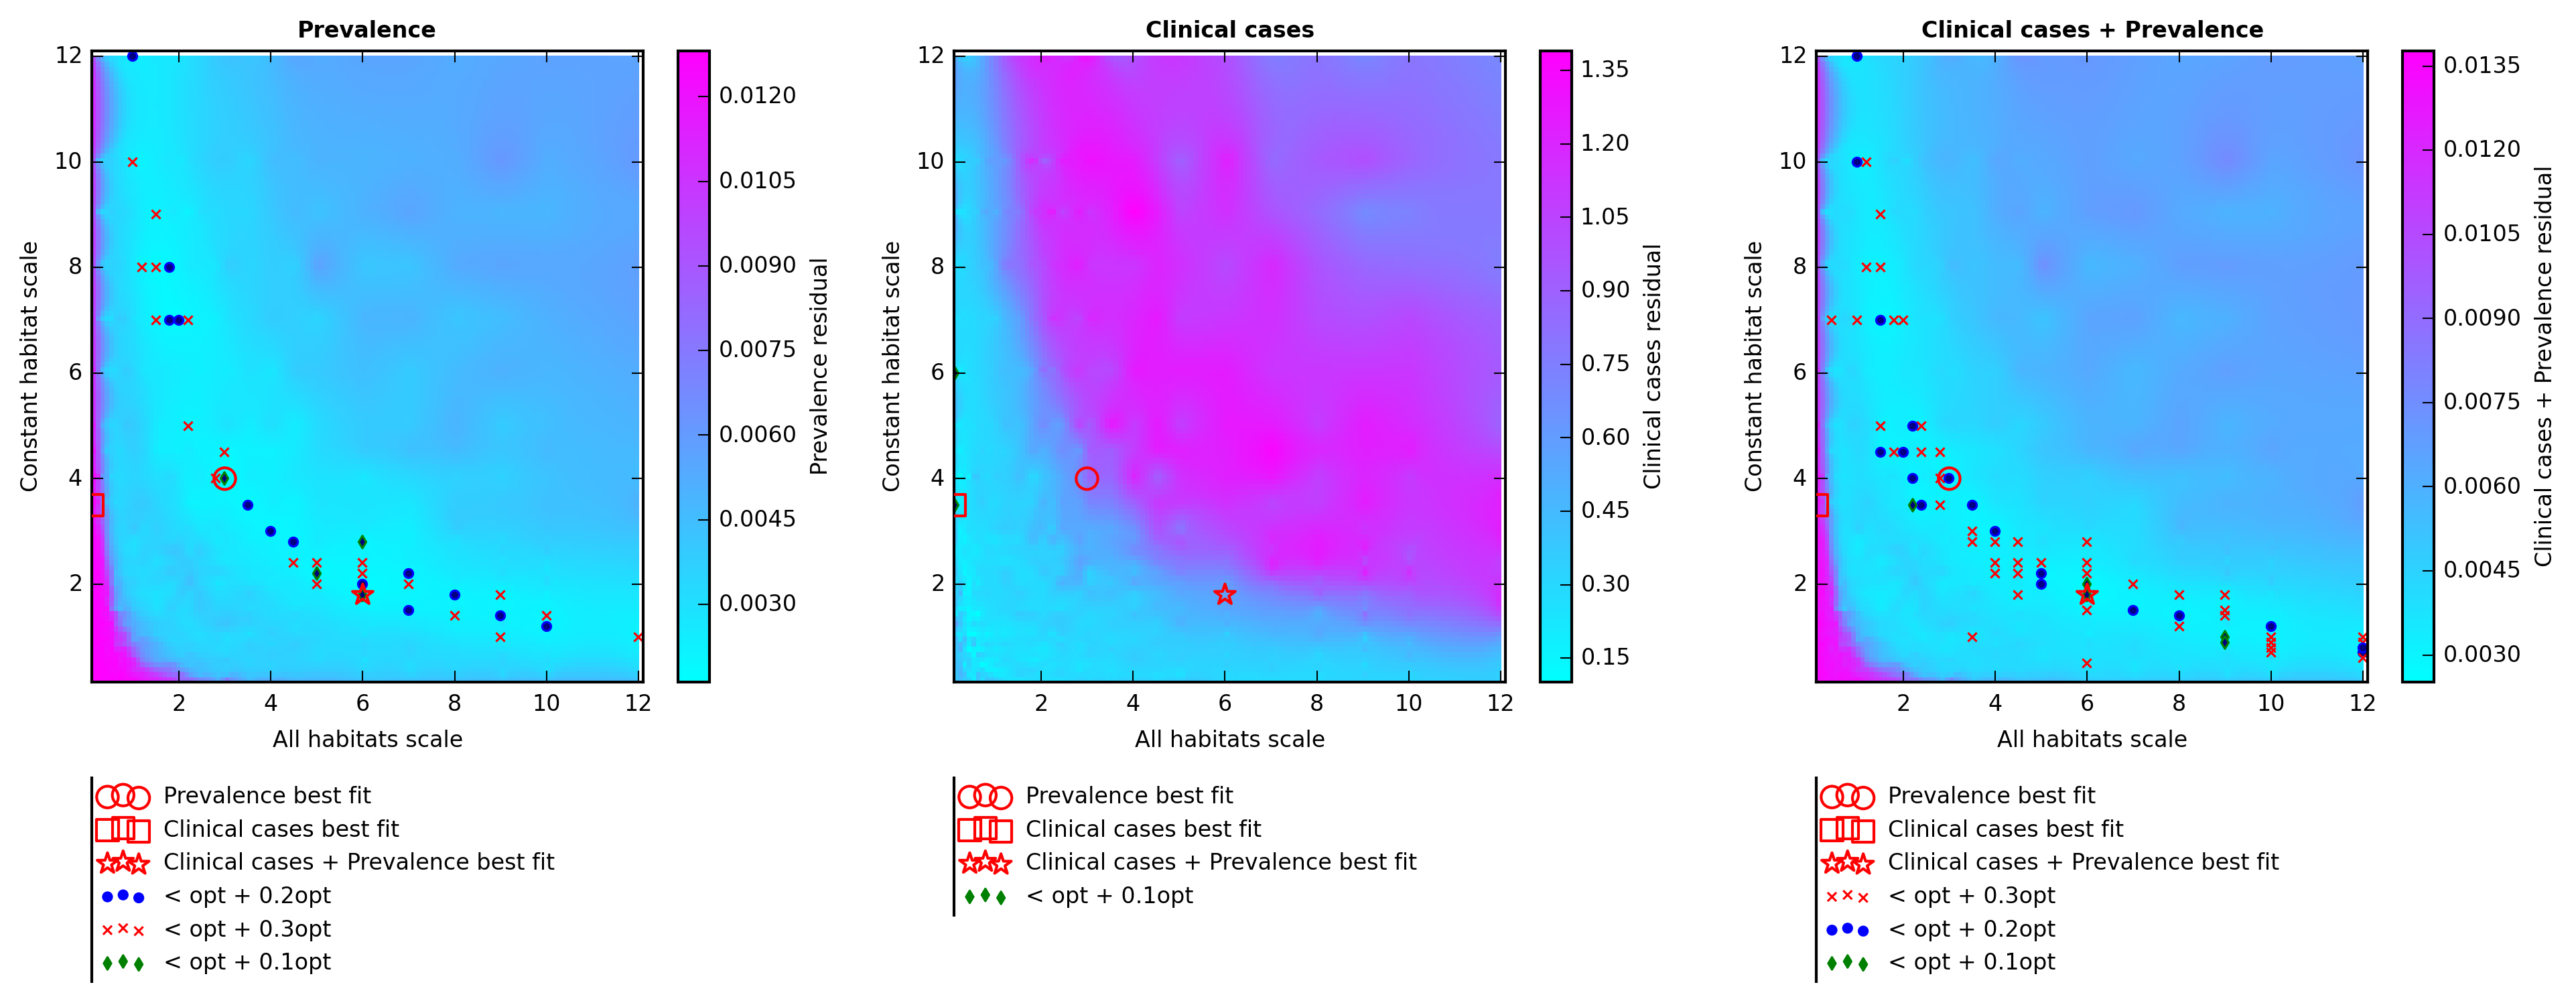 Prevalence
Clinical cases
Clinical cases + Prevalence
12
10
8
6
4
2
Constant habitat scale
2 4 6 8 10 12
All habitats scale
0.0120
0.0105
0.0090
0.0075
0.0060
0.0045
0.0030
Prevalence residual
12
10
8
6
4
2
Constant habitat scale
2 4 6 8 10 12
All habitats scale
1.35
1.20
1.05
0.90
0.75
0.60
0.45
0.30
0.15
Clinical cases residual
12
10
8
6
4
2
Constant habitat scale
2 4 6 8 10 12
All habitats scale
0.0135
0.0120
0.0105
0.0090
0.0075
0.0060
0.0045
0.0030
Clinical cases + Prevalence residual
Prevalence best fit
Clinical cases best fit
Clinical cases + Prevalence best fit
< opt + 0.2opt
< opt + 0.3opt
< opt + 0.1opt
Prevalence best fit
Clinical cases best fit
Clinical cases + Prevalence best fit
< opt + 0.1opt
Prevalence best fit
Clinical cases best fit
Clinical cases + Prevalence best fit
< opt + 0.3opt
< opt + 0.2opt
< opt + 0.1opt